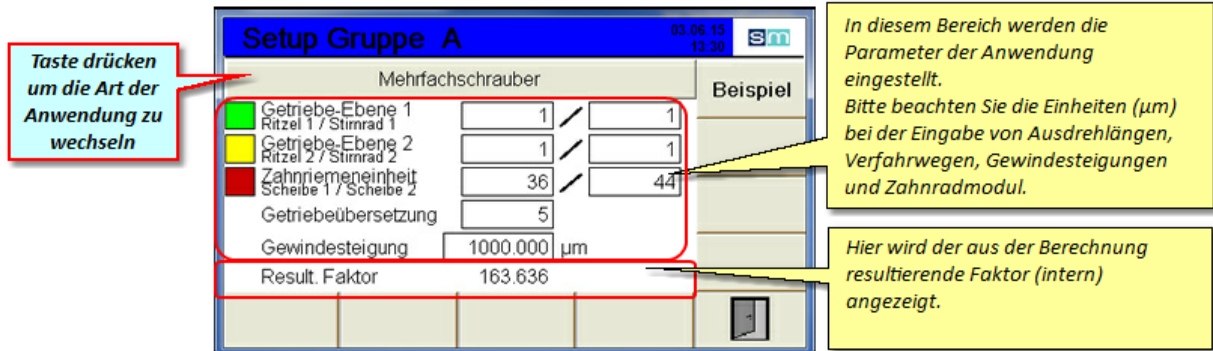 Taste drücken
um die Art der
Anwendung zu
wechseln
Setup Gruppe A
03.06.15
13:30
sm
Mehrfachschrauber
Beispiel
Getriebe-Ebene 1
Ritzel 1 / Stirnrad 1
1 / 1
Getriebe-Ebene 2
Ritzel 2 / Stirnrad 2
1 / 1
Zahnriemeneinheit
Scheibe 1 / Scheibe 2
36 / 44
Getriebeübersetzung 5
Gewindesteigung 1000.000 µm
Result. Faktor 163.636
In diesem Bereich werden die
Parameter der Anwendung
eingestellt.
Bitte beachten Sie die Einheiten (µm)
bei der Eingabe von Ausdrehlängen,
Verfahrwegen, Gewindesteigungen
und Zahnradmodul.
Hier wird der aus der Berechnung
resultierende Faktor (intern)
angezeigt.